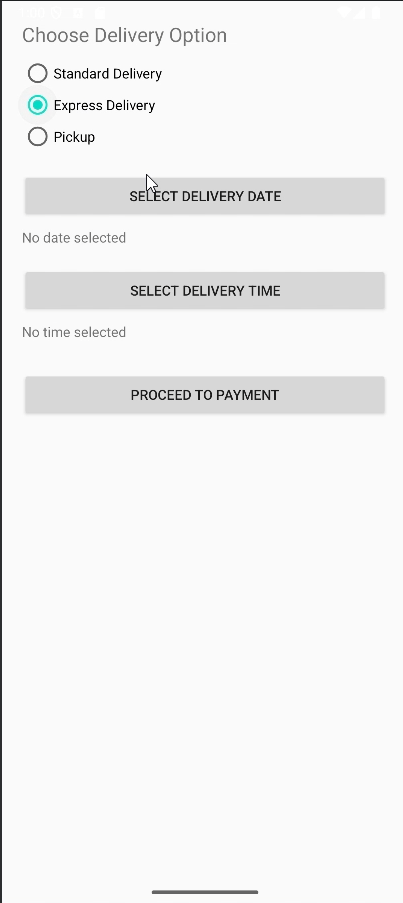 Choose Delivery Option
Standard Delivery
Express Delivery
Pickup
SELECT DELIVERY DATE
No date selected
SELECT DELIVERY TIME
No time selected
PROCEED TO PAYMENT